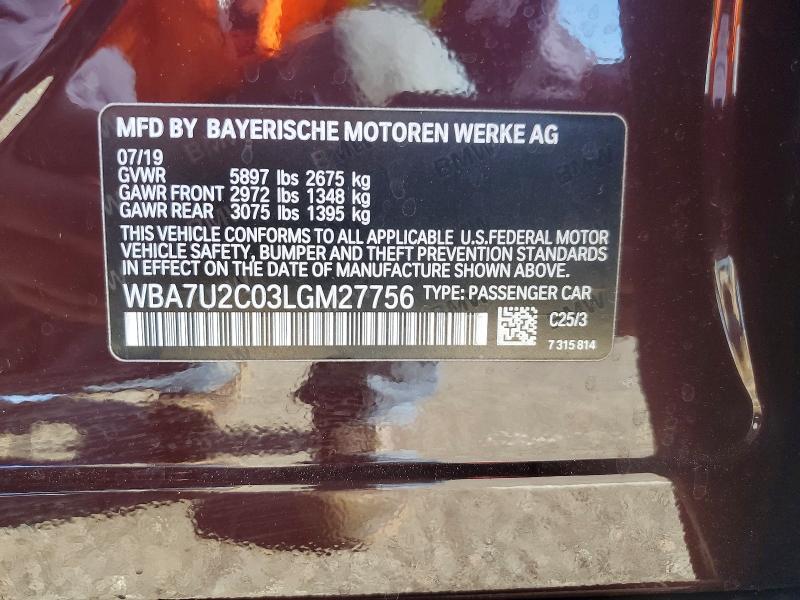 MFD BY BAYERISCHE MOTOREN WERKE AG
07/19
GVWR 5897 lbs 2675 kg
GAWR FRONT 2972 lbs 1348 kg
GAWR REAR 3075 lbs 1395 kg
THIS VEHICLE CONFORMS TO ALL APPLICABLE U.S.FEDERAL MOTOR
VEHICLE SAFETY, BUMPER AND THEFT PREVENTION STANDARDS
IN EFFECT ON THE DATE OF MANUFACTURE SHOWN ABOVE.
WBA7U2C03LGM27756 TYPE: PASSENGER CAR
C25/3
7 315 814